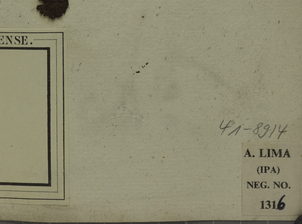 ENSE.
41-8914
A. LIMA
(IPA)
NEG. NO.
1316